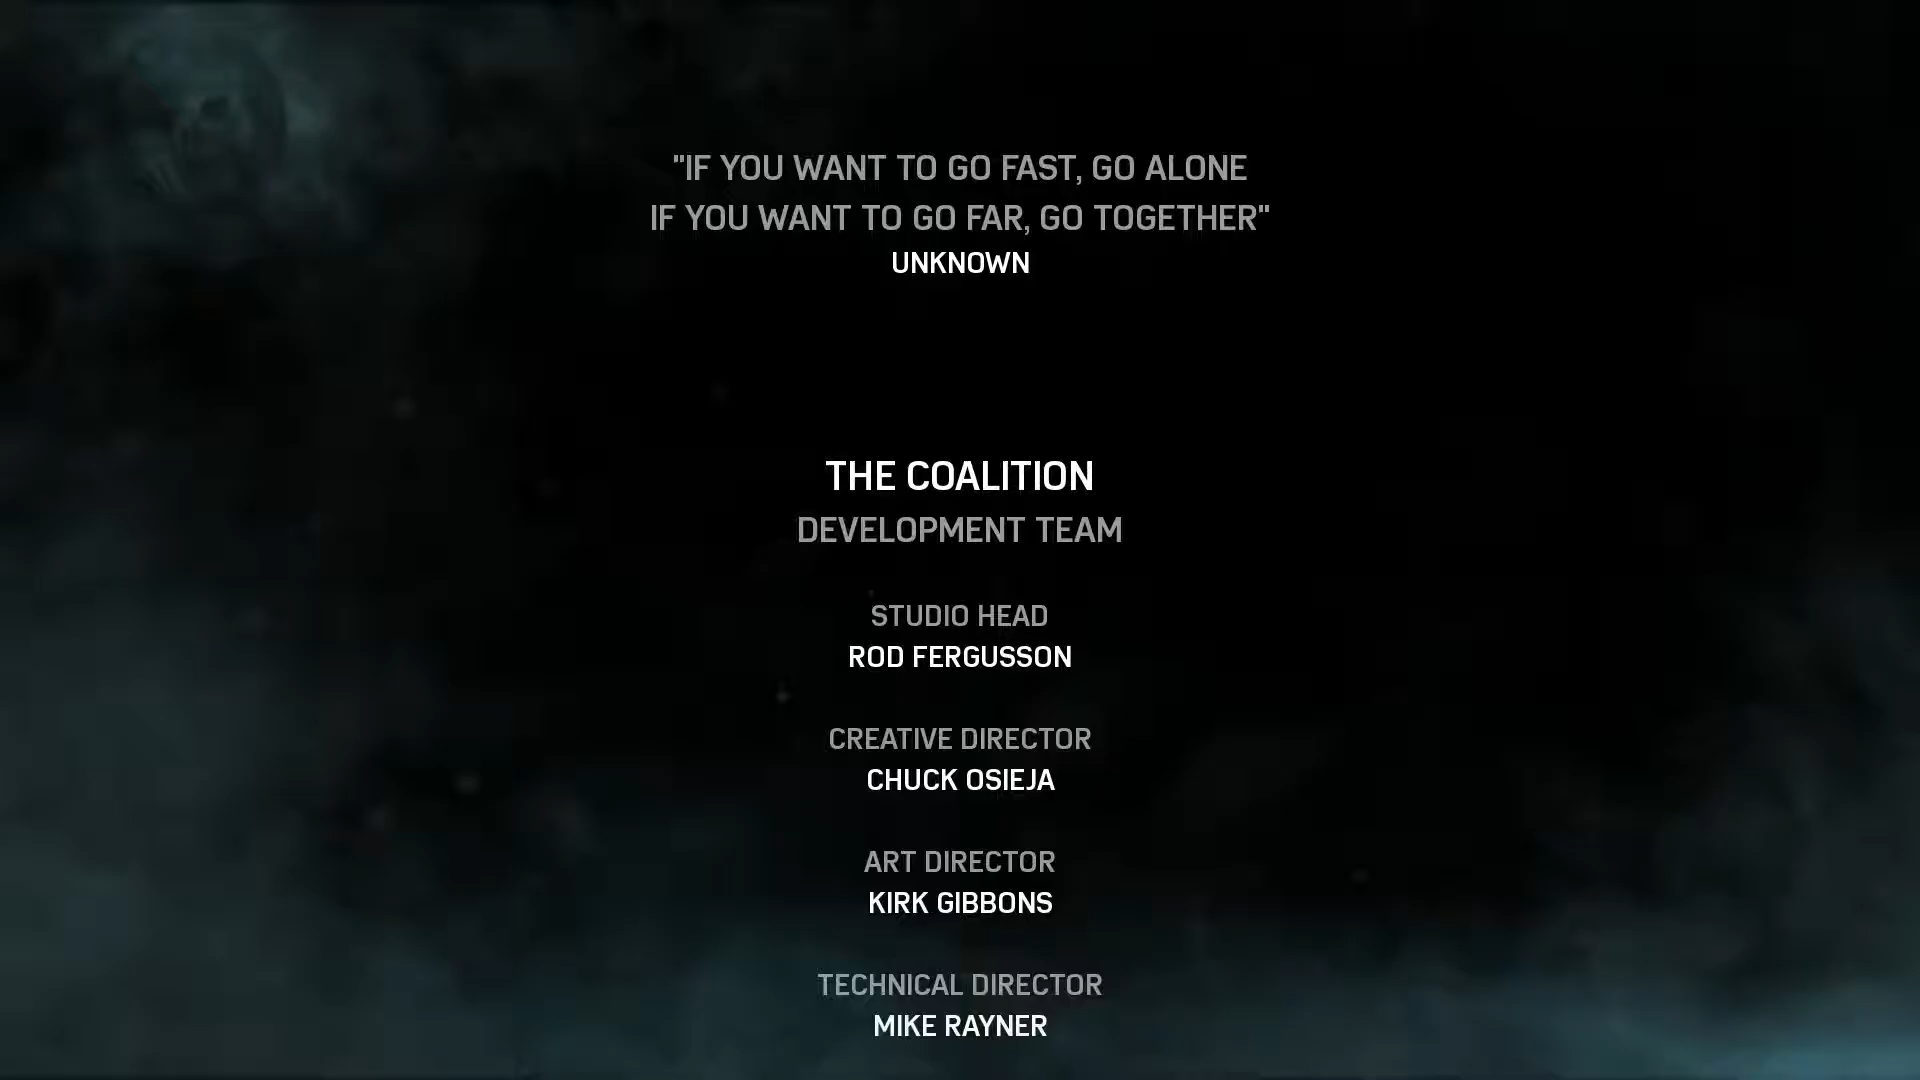 "IF YOU WANT TO GO FAST, GO ALONE
IF YOU WANT TO GO FAR, GO TOGETHER"
UNKNOWN
THE COALITION
DEVELOPMENT TEAM
STUDIO HEAD
ROD FERGUSSON
CREATIVE DIRECTOR
CHUCK OSIEJA
ART DIRECTOR
KIRK GIBBONS
TECHNICAL DIRECTOR
MIKE RAYNER